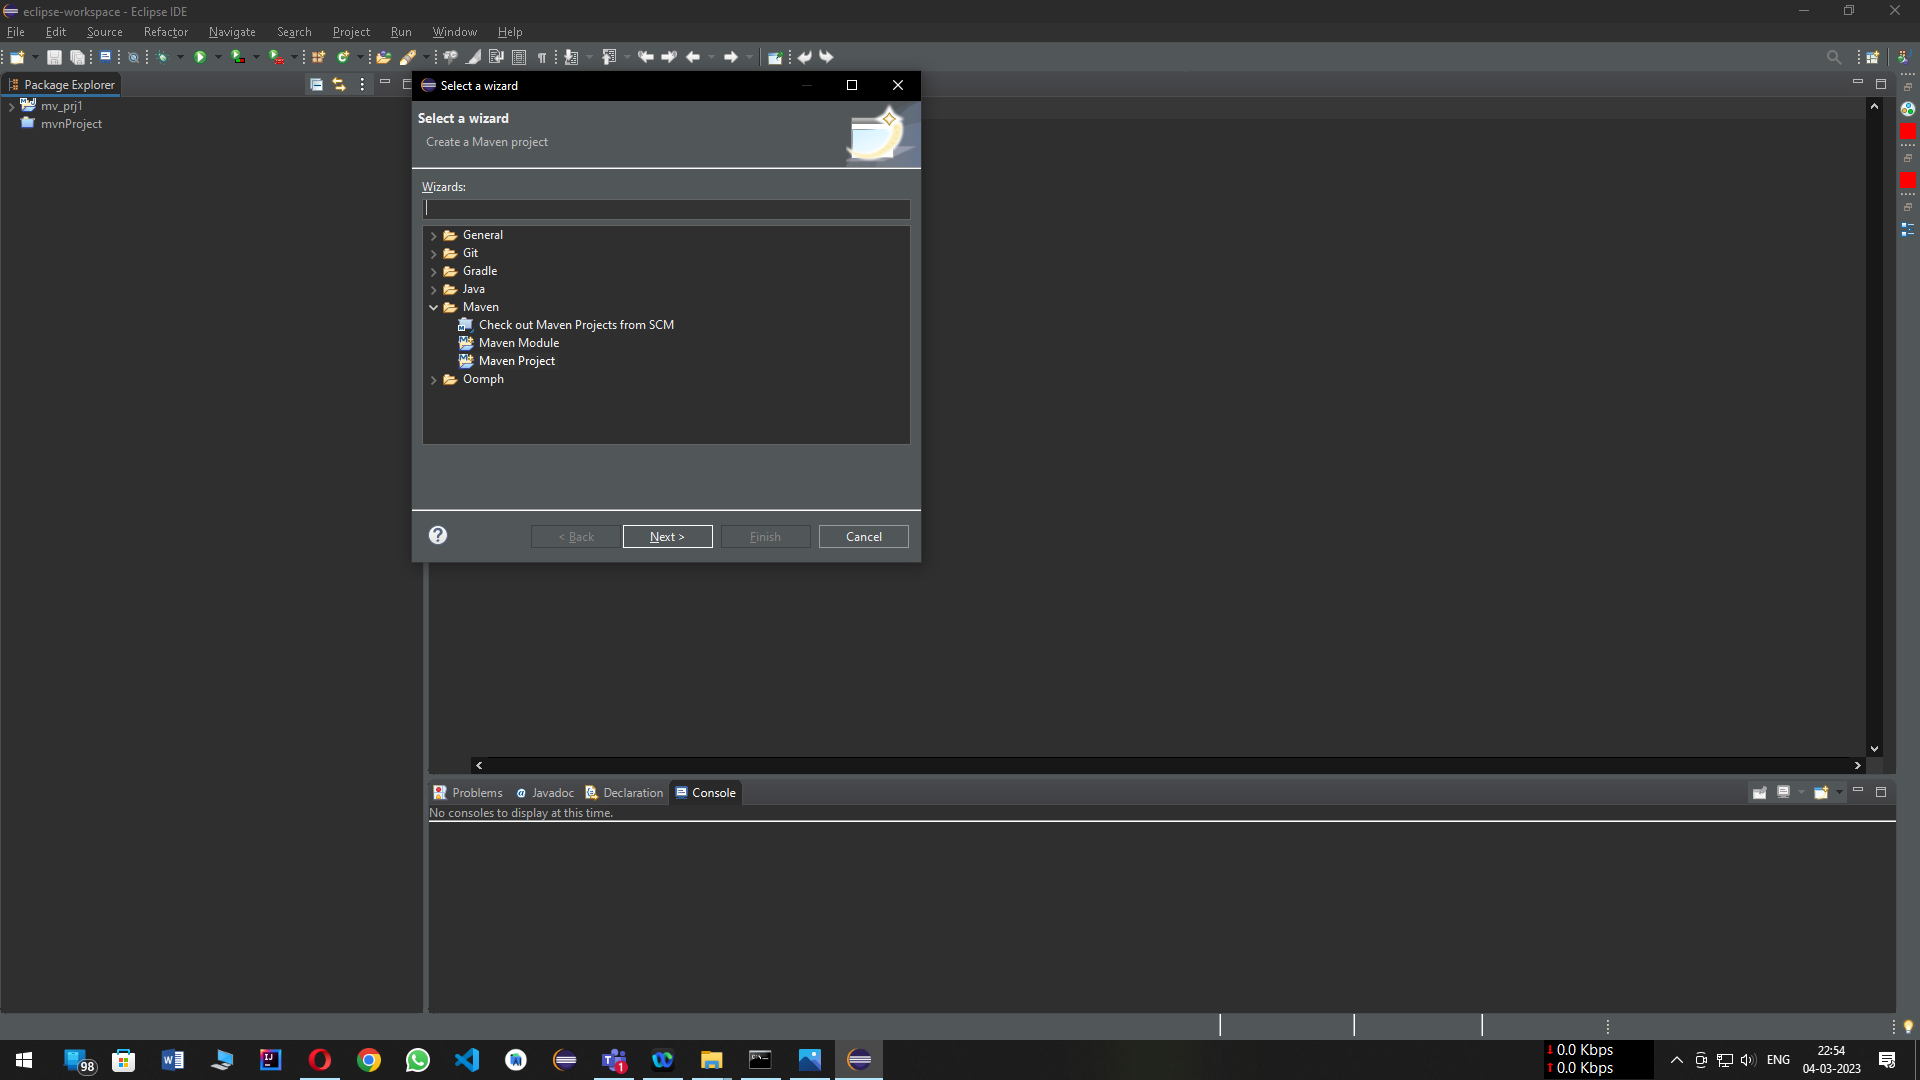 eclipse-workspace - Eclipse IDE
File Edit Source Refactor Navigate Search Project Run Window Help
Package Explorer
mv_prj1
mvnProject
Select a wizard
Select a wizard
Create a Maven project
Wizards:
General
Git
Gradle
Java
Maven
Check out Maven Projects from SCM
Maven Module
Maven Project
Oomph
< Back Next > Finish Cancel
Problems Javadoc Declaration Console
No consoles to display at this time.
98
1
0.0 Kbps
0.0 Kbps
ENG
22:54
04-03-2023